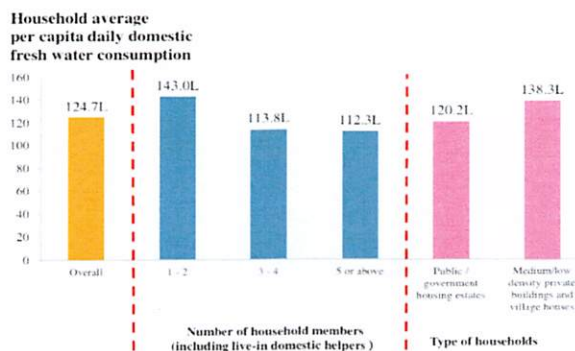 Household average
per capita daily domestic
fresh water consumption
160
140
120
100
80
60
40
20
0
124.7L
143.0L
113.8L
112.3L
120.2L
138.3L
Overall
1 - 2
3 - 4
5 or above
Public /
government
housing estates
Medium/low
density private
buildings and
village houses
Number of household members
(including live-in domestic helpers )
Type of households